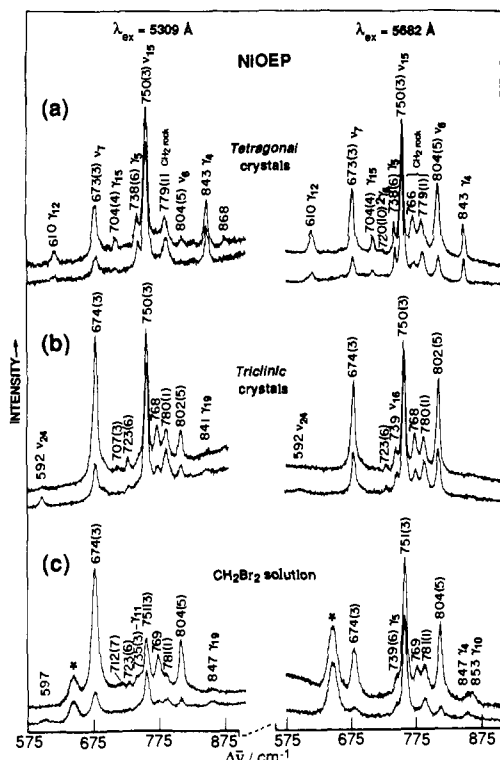 λex = 5309 Å
λex = 5682 Å
NiOEP
(a)
Tetragonal crystals
610 γ12
673(3) ν7
704(4) γ15
738(6) γ5
750(3) ν15
779(1) CH2 rock
804(5) ν6
843 γ4
868
610 γ12
673(3) ν7
704(4) γ15
738(6) γ5
750(3) ν15
766
779(1) CH2 rock
804(5) ν6
843 γ4
(b)
Triclinic crystals
592 ν24
674(3)
707(3)
723(6)
750(3)
768
780(1)
802(5)
841 γ19
592 ν24
674(3)
723(6)
739 ν16
750(3)
768
780(1)
802(5)
(c)
CH2Br2 solution
597
*
674(3)
712(7)
723(6)
735(3)-γ11
751(3)
769
781(1)
804(5)
847 γ19
*
674(3)
739(6) γ5
751(3)
769
781(1)
804(5)
847 γ4
853 γ10
INTENSITY→
575 675 775 875 575 675 775 875
Δν̄ / cm-1